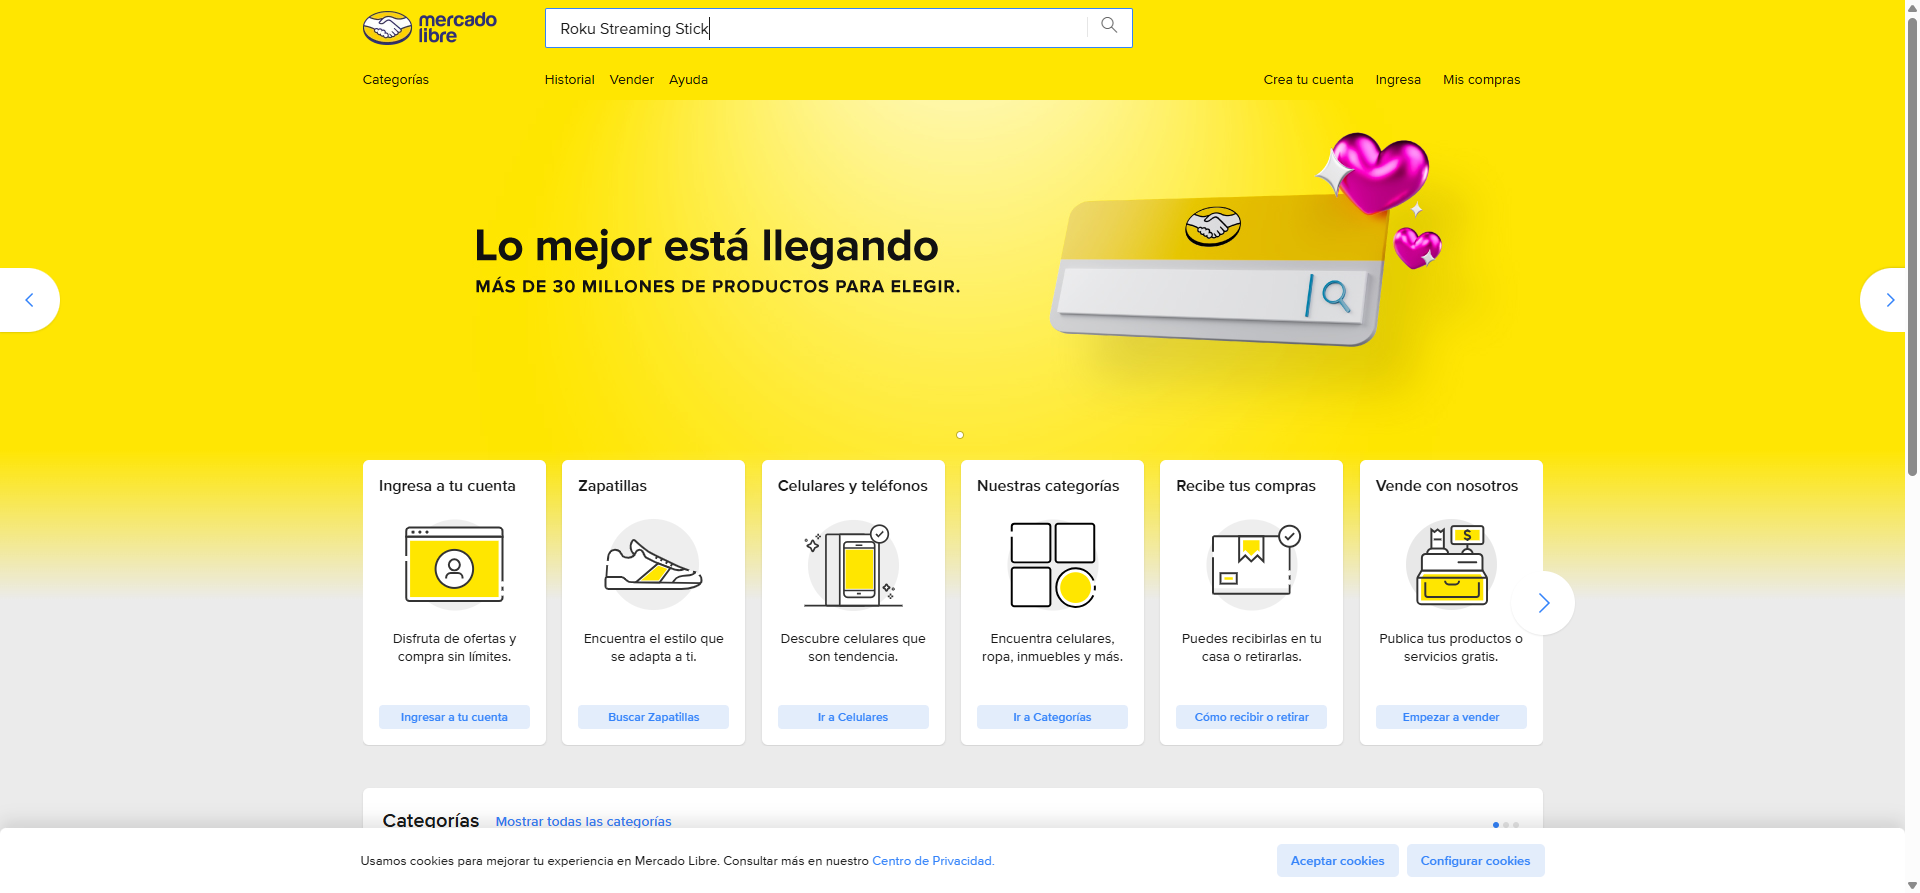 mercado
libre
Roku Streaming Stick
Categorías
Historial
Vender
Ayuda
Crea tu cuenta
Ingresa
Mis compras
Lo mejor está llegando
MÁS DE 30 MILLONES DE PRODUCTOS PARA ELEGIR.
Ingresa a tu cuenta
Disfruta de ofertas y
compra sin límites.
Ingresar a tu cuenta
Zapatillas
Encuentra el estilo que
se adapta a ti.
Buscar Zapatillas
Celulares y teléfonos
Descubre celulares que
son tendencia.
Ir a Celulares
Nuestras categorías
Encuentra celulares,
ropa, inmuebles y más.
Ir a Categorías
Recibe tus compras
Puedes recibirlas en tu
casa o retirarlas.
Cómo recibir o retirar
Vende con nosotros
$
Publica tus productos o
servicios gratis.
Empezar a vender
Categorías
Mostrar todas las categorías
Usamos cookies para mejorar tu experiencia en Mercado Libre. Consultar más en nuestro Centro de Privacidad.
Aceptar cookies
Configurar cookies